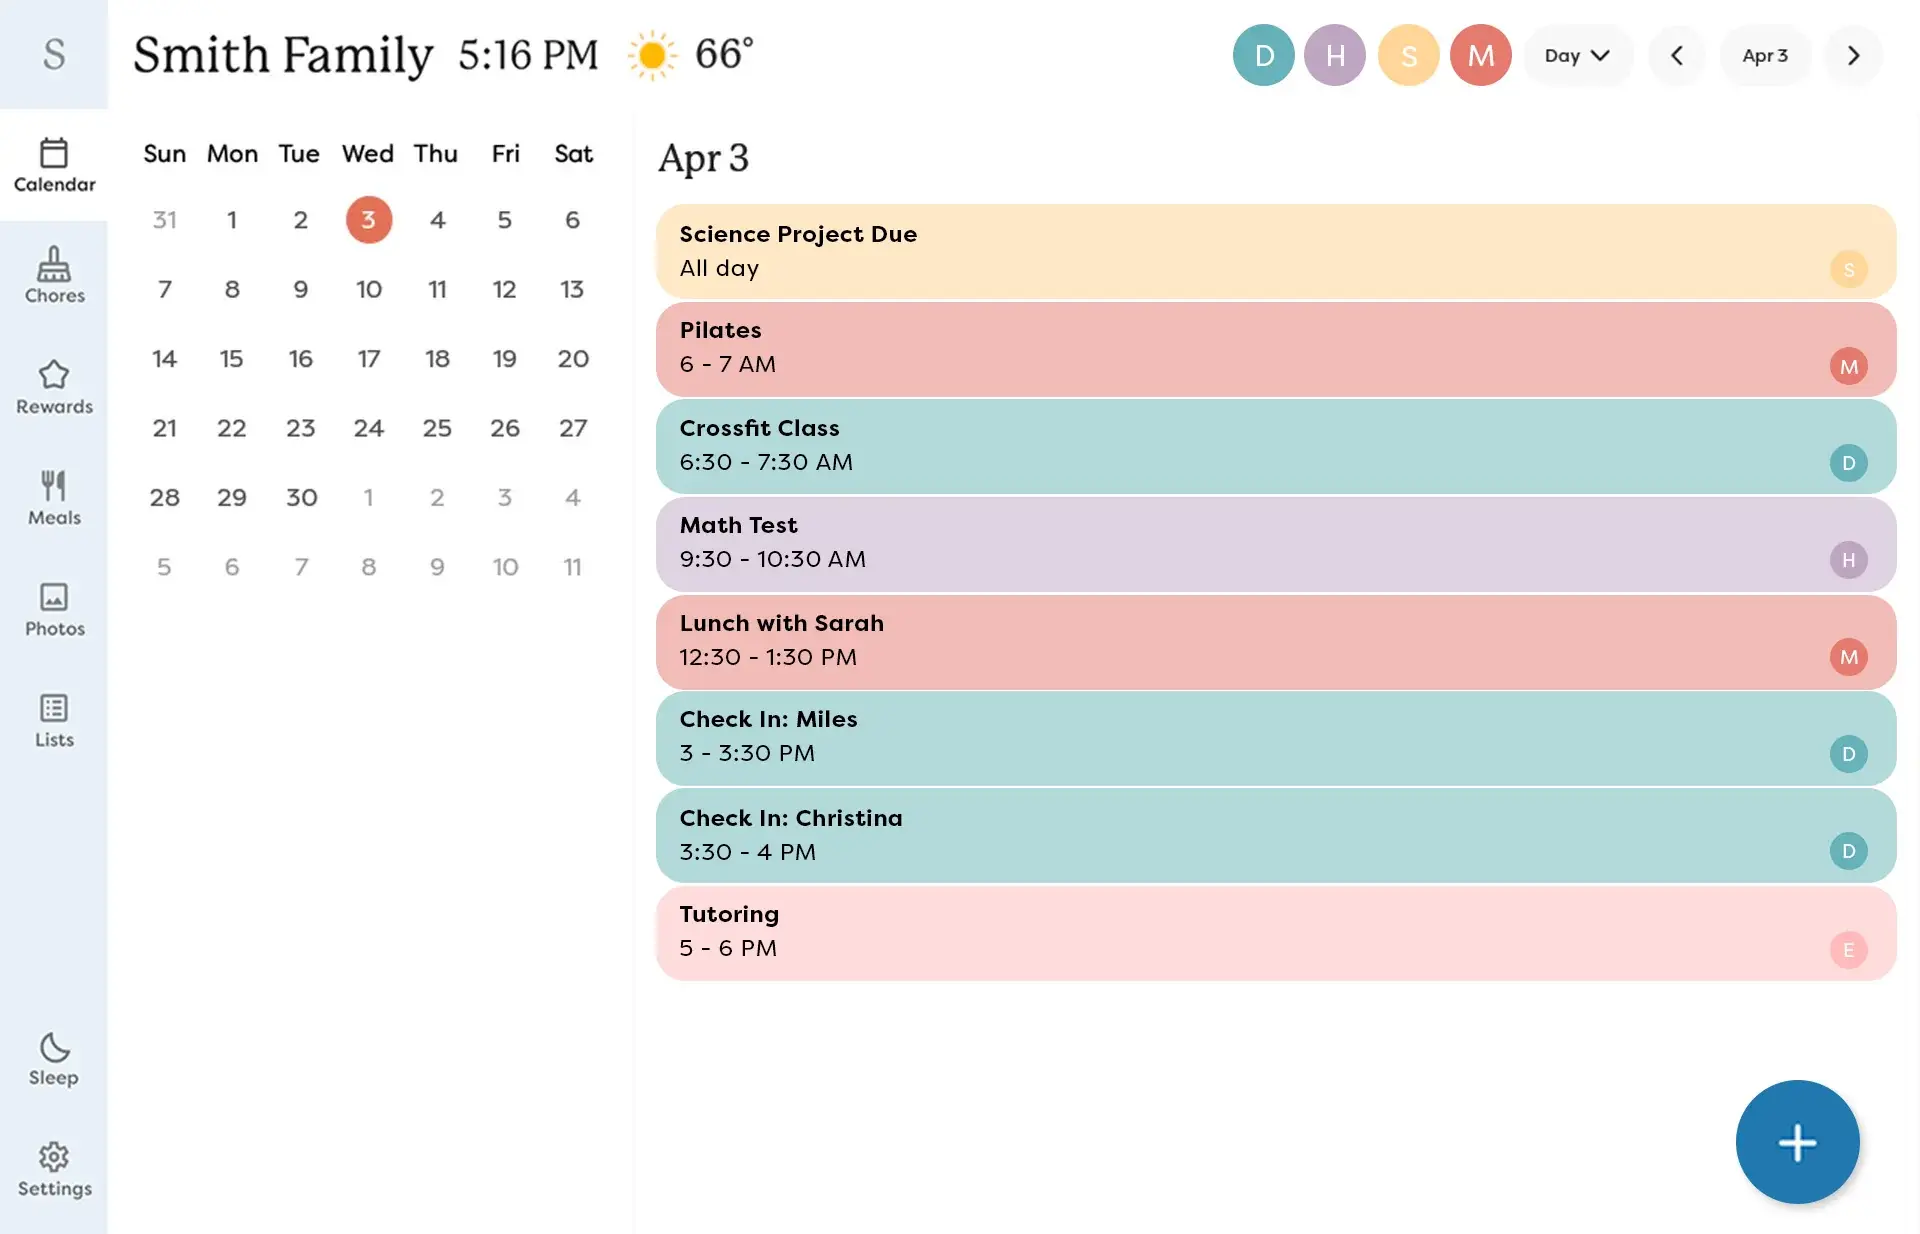 S
Smith Family 5:16 PM 66°
D H S M Day Apr 3
Calendar
Chores
Rewards
Meals
Photos
Lists
Sleep
Settings
Sun Mon Tue Wed Thu Fri Sat
31 1 2 3 4 5 6
7 8 9 10 11 12 13
14 15 16 17 18 19 20
21 22 23 24 25 26 27
28 29 30 1 2 3 4
5 6 7 8 9 10 11
Apr 3
Science Project Due
All day
S
Pilates
6 - 7 AM
M
Crossfit Class
6:30 - 7:30 AM
D
Math Test
9:30 - 10:30 AM
H
Lunch with Sarah
12:30 - 1:30 PM
M
Check In: Miles
3 - 3:30 PM
D
Check In: Christina
3:30 - 4 PM
D
Tutoring
5 - 6 PM
E